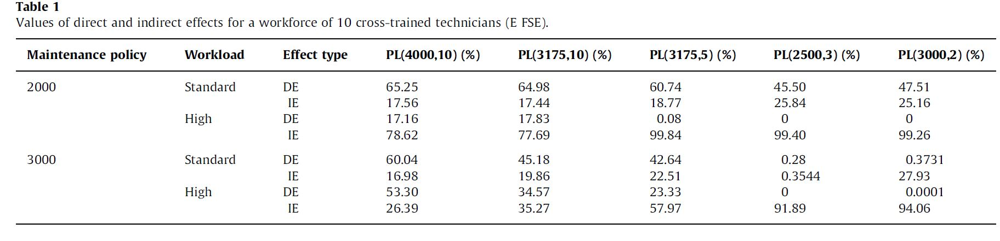 Table 1
Values of direct and indirect effects for a workforce of 10 cross-trained technicians (E FSE).
Maintenance policy Workload Effect type PL(4000,10) (%) PL(3175,10) (%) PL(3175,5) (%) PL(2500,3) (%) PL(3000,2) (%)
2000 Standard DE 65.25 64.98 60.74 45.50 47.51
IE 17.56 17.44 18.77 25.84 25.16
High DE 17.16 17.83 0.08 0 0
IE 78.62 77.69 99.84 99.40 99.26
3000 Standard DE 60.04 45.18 42.64 0.28 0.3731
IE 16.98 19.86 22.51 0.3544 27.93
High DE 53.30 34.57 23.33 0 0.0001
IE 26.39 35.27 57.97 91.89 94.06